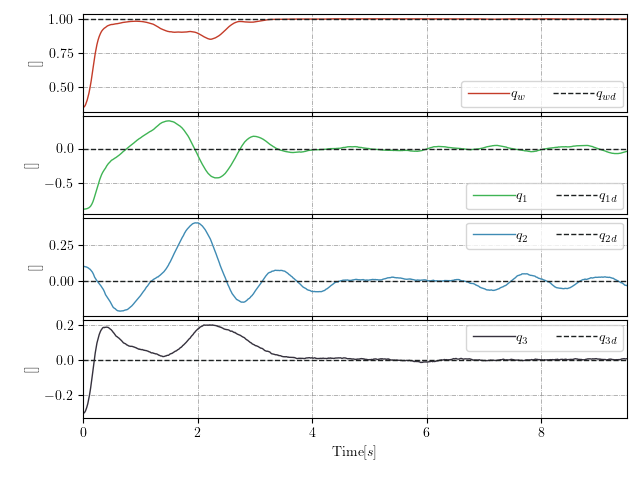 1.00
0.75
0.50
[]
q_w q_wd
0.0
−0.5
[]
q_1 q_1d
0.25
0.00
[]
q_2 q_2d
0.2
0.0
−0.2
[]
q_3 q_3d
0 2 4 6 8
Time[s]